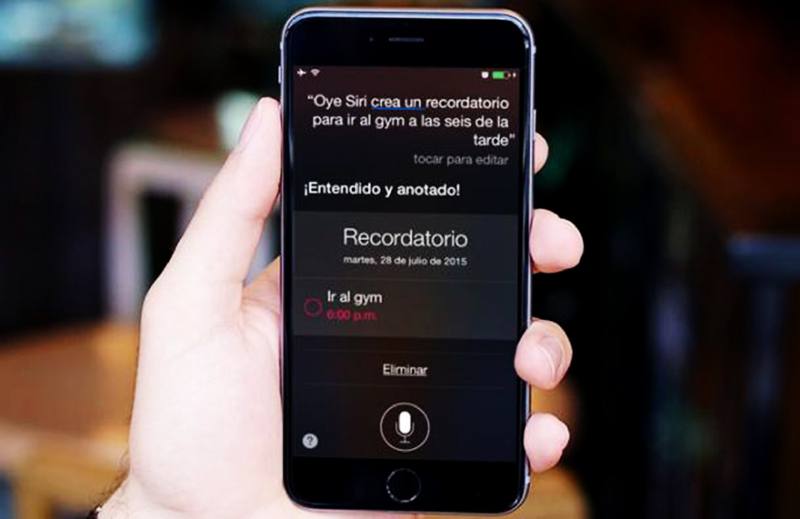 "Oye Siri crea un recordatorio
para ir al gym a las seis de la
tarde"
tocar para editar
¡Entendido y anotado!
Recordatorio
martes, 28 de julio de 2015
Ir al gym
6:00 p.m.
Eliminar
?